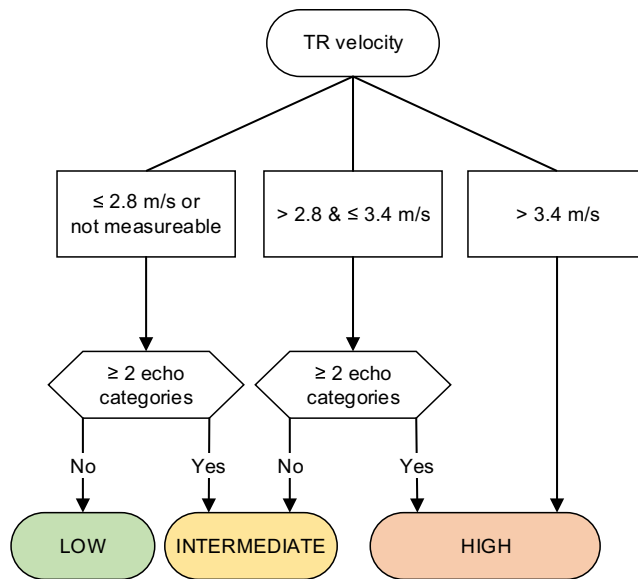 TR velocity
≤ 2.8 m/s or
not measureable
> 2.8 & ≤ 3.4 m/s
> 3.4 m/s
≥ 2 echo
categories
≥ 2 echo
categories
No
Yes
No
Yes
LOW
INTERMEDIATE
HIGH